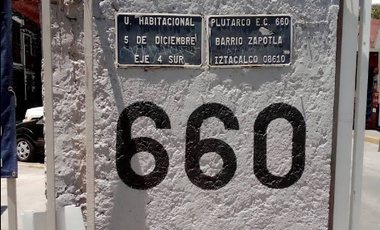 U. HABITACIONAL
5 DE DICIEMBRE
EJE 4 SUR
PLUTARCO E.C. 660
BARRIO ZAPOTLA
IZTACALCO 08610
660